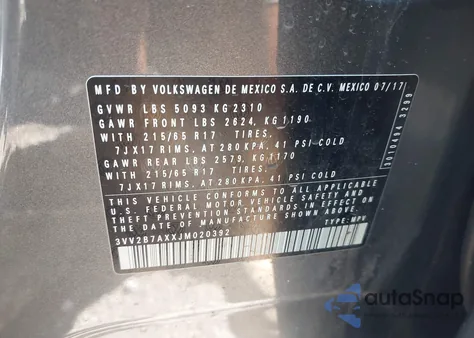 MFD BY VOLKSWAGEN DE MEXICO S.A. DE C.V. MEXICO 07/17
GVWR LBS 5093 KG 2310
GAWR FRONT LBS 2624, KG 1190
WITH 215/65 R17 TIRES,
7JX17 RIMS, AT 280 KPA, 41 PSI COLD
GAWR REAR LBS 2579, KG 1170
WITH 215/65 R17 TIRES,
7JX17 RIMS, AT 280 KPA, 41 PSI COLD
THIS VEHICLE CONFORMS TO ALL APPLICABLE
U.S. FEDERAL MOTOR VEHICLE SAFETY
STANDARDS IN EFFECT ON THE DATE OF
MANUFACTURE SHOWN ABOVE.
3VV2B7AXXJM020392
TYPE: MPV
3010414 3299
autoSnap